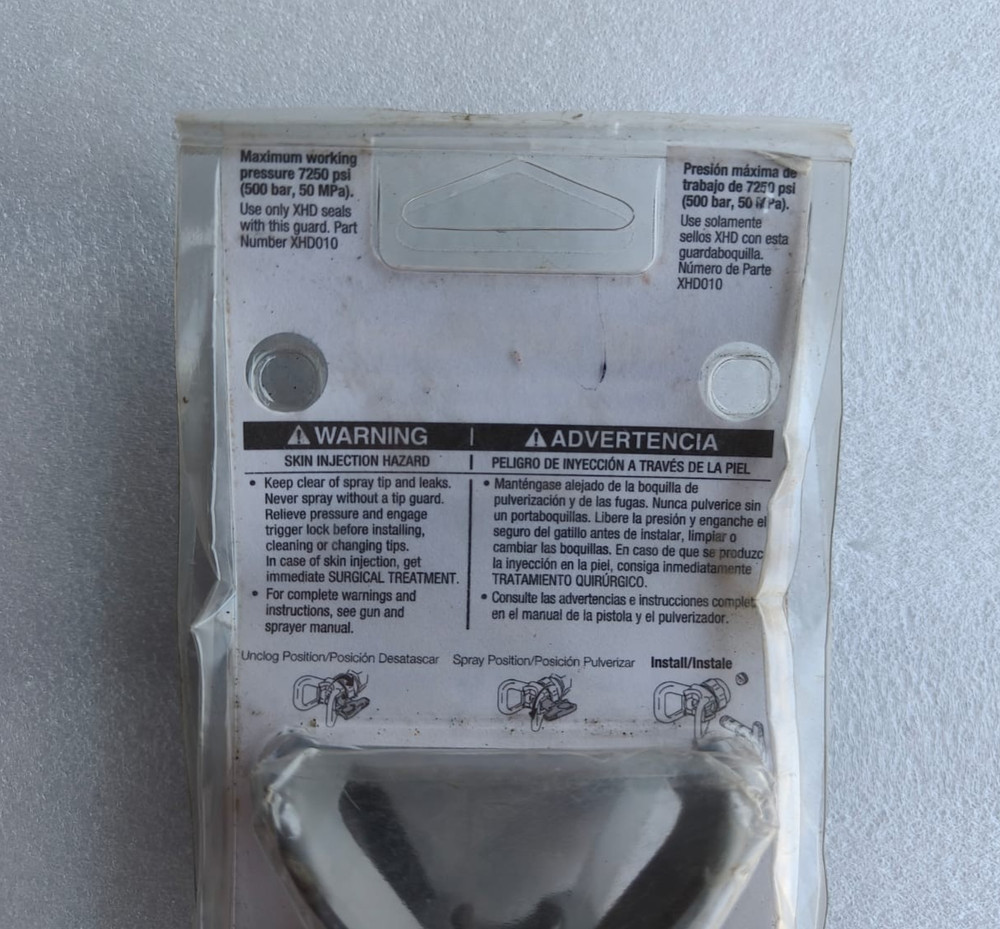 Maximum working
pressure 7250 psi
(500 bar, 50 MPa).
Use only XHD seals
with this guard. Part
Number XHD010
Presión máxima de
trabajo de 7250 psi
(500 bar, 50 MPa).
Use solamente
sellos XHD con esta
guardaboquilla.
Número de Parte
XHD010
WARNING
SKIN INJECTION HAZARD
• Keep clear of spray tip and leaks.
Never spray without a tip guard.
Relieve pressure and engage
trigger lock before installing,
cleaning or changing tips.
In case of skin injection, get
immediate SURGICAL TREATMENT.
• For complete warnings and
instructions, see gun and
sprayer manual.
ADVERTENCIA
PELIGRO DE INYECCIÓN A TRAVÉS DE LA PIEL
• Manténgase alejado de la boquilla de
pulverización y de las fugas. Nunca pulverice sin
un portaboquillas. Libere la presión y enganche el
seguro del gatillo antes de instalar, limpiar o
cambiar las boquillas. En caso de que se produzc
la inyección en la piel, consiga inmediatamente
TRATAMIENTO QUIRÚRGICO.
• Consulte las advertencias e instrucciones complet
en el manual de la pistola y el pulverizador.
Unclog Position/Posición Desatascar
Spray Position/Posición Pulverizar
Install/Instale